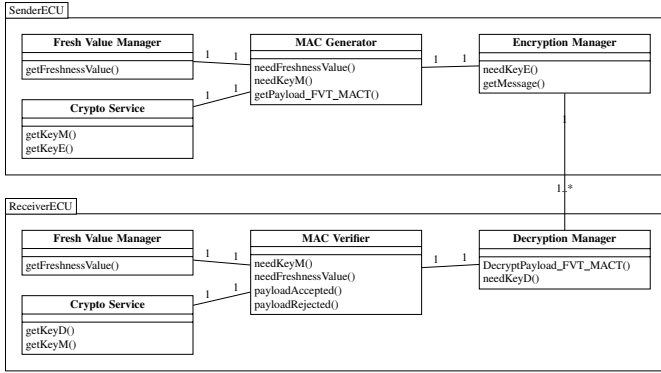 SenderECU
Fresh Value Manager
getFreshnessValue()
1
1
MAC Generator
needFreshnessValue()
needKeyM()
getPayload_FVT_MACT()
1
1
Encryption Manager
needKeyE()
getMessage()
Crypto Service
getKeyM()
getKeyE()
1
1
1
1..*
ReceiverECU
Fresh Value Manager
getFreshnessValue()
1
1
MAC Verifier
needKeyM()
needFreshnessValue()
payloadAccepted()
payloadRejected()
1
1
Decryption Manager
DecryptPayload_FVT_MACT()
needKeyD()
Crypto Service
getKeyD()
getKeyM()
1
1